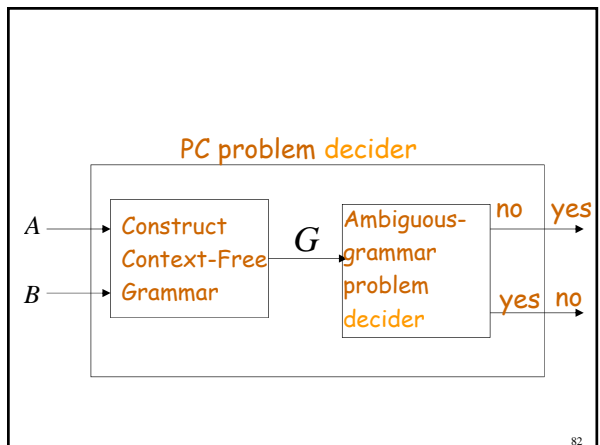 PC problem decider
A
B
Construct
Context-Free
Grammar
G
Ambiguous-
grammar
problem
decider
no yes
yes no
82